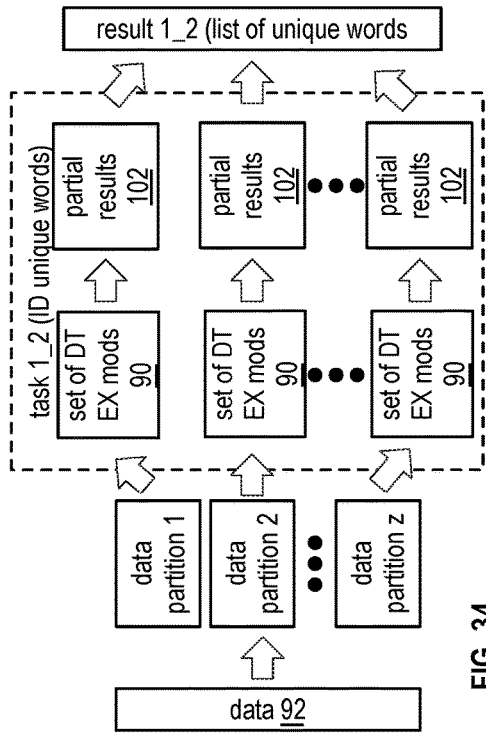 result 1_2 (list of unique words
task 1_2 (ID unique words)
set of DT
EX mods
90
partial
results
102
set of DT
EX mods
90
partial
results
102
set of DT
EX mods
90
partial
results
102
data
partition 1
data
partition 2
data
partition z
data 92
FIG. 34